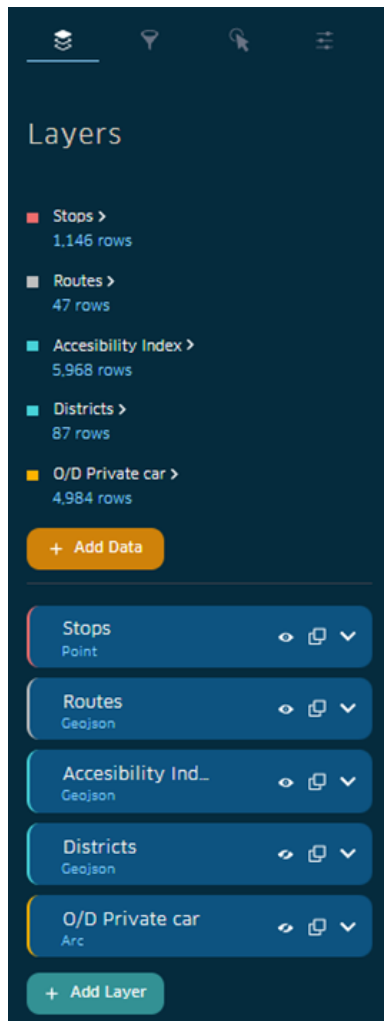 Layers
Stops >
1,146 rows
Routes >
47 rows
Accesibility Index >
5,968 rows
Districts >
87 rows
O/D Private car >
4,984 rows
+ Add Data
Stops
Point
Routes
Geojson
Accesibility Ind…
Geojson
Districts
Geojson
O/D Private car
Arc
+ Add Layer